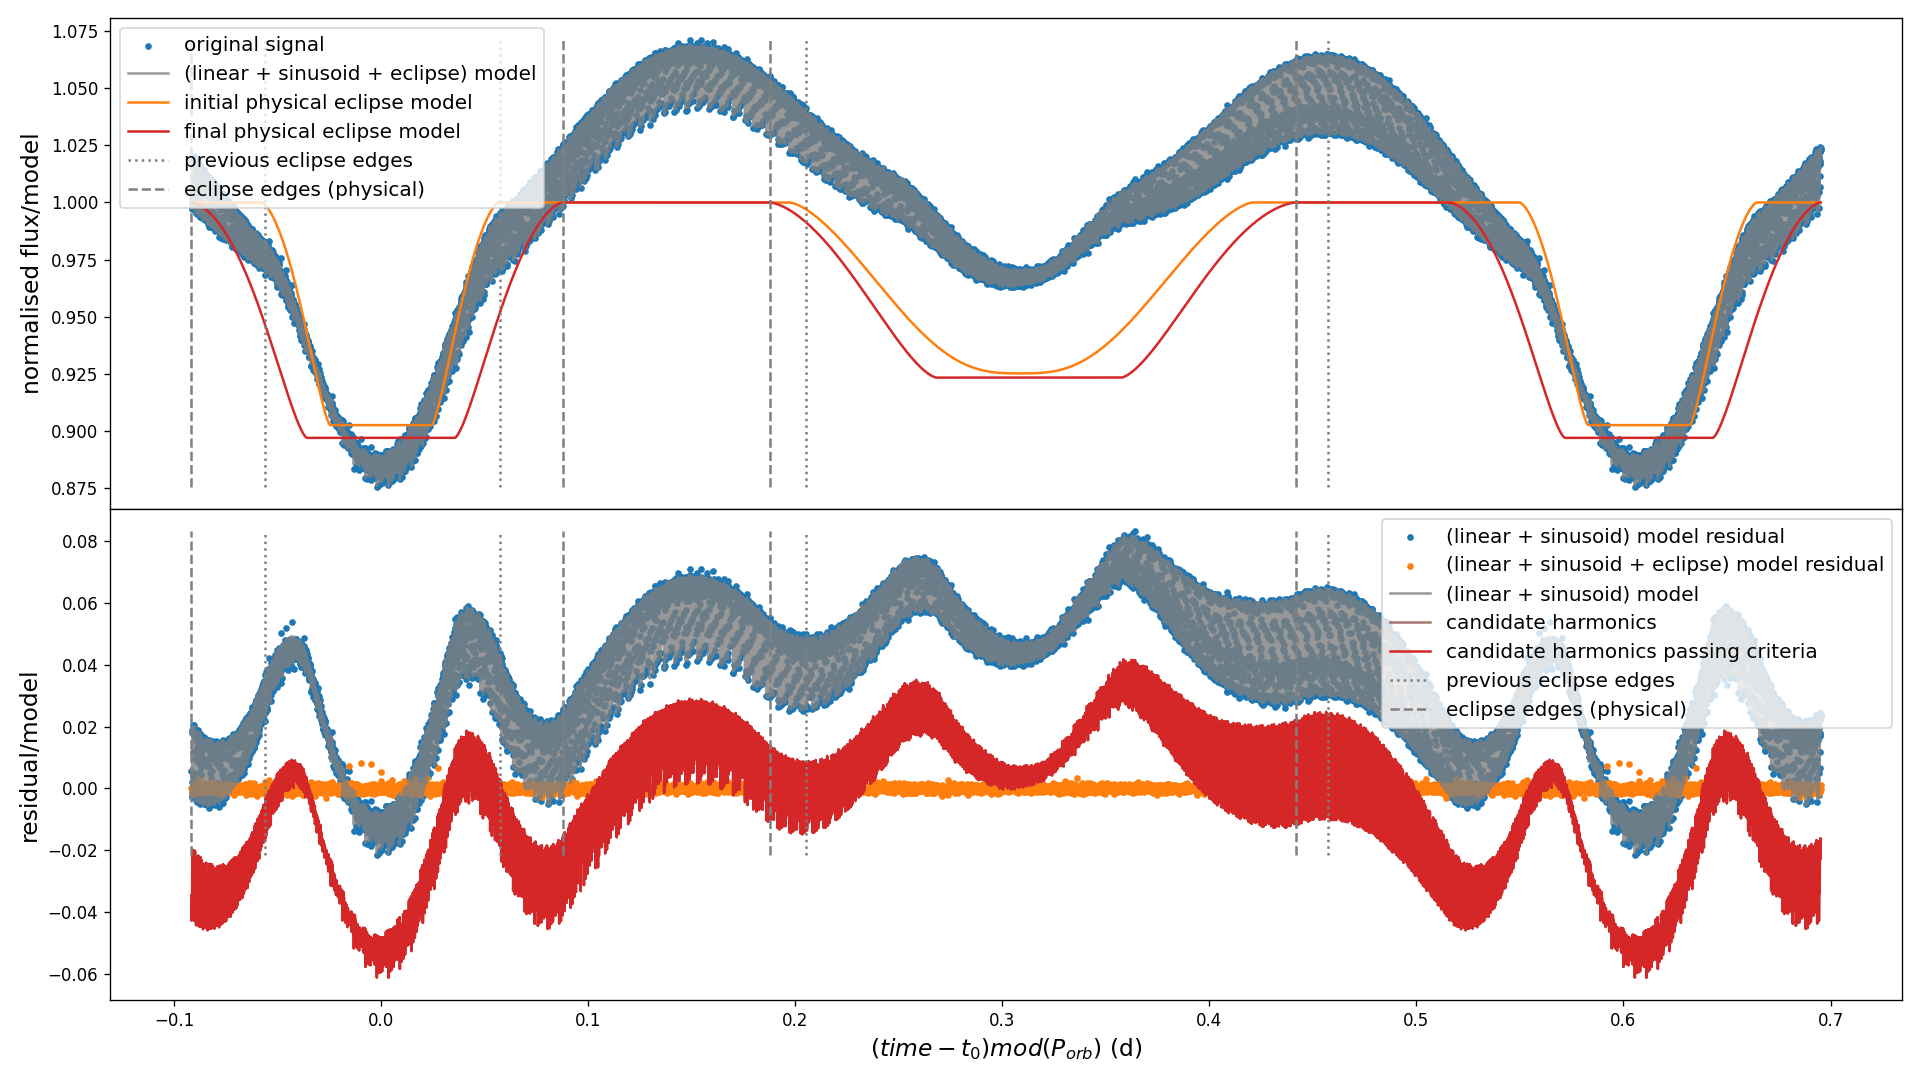 1.075
1.050
1.025
1.000
0.975
0.950
0.925
0.900
0.875
normalised flux/model
original signal
(linear + sinusoid + eclipse) model
initial physical eclipse model
final physical eclipse model
previous eclipse edges
eclipse edges (physical)
0.08
0.06
0.04
0.02
0.00
−0.02
−0.04
−0.06
residual/model
(linear + sinusoid) model residual
(linear + sinusoid + eclipse) model residual
(linear + sinusoid) model
candidate harmonics
candidate harmonics passing criteria
previous eclipse edges
eclipse edges (physical)
−0.1 0.0 0.1 0.2 0.3 0.4 0.5 0.6 0.7
(time − t₀)mod(P_orb) (d)